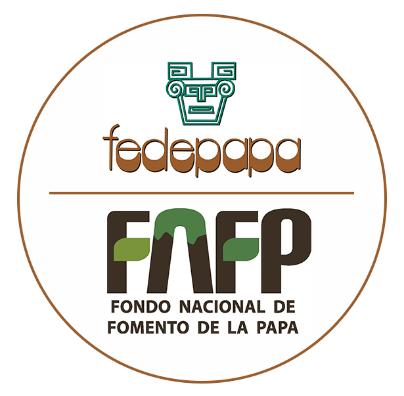 fedepapa
FNFP
FONDO NACIONAL DE
FOMENTO DE LA PAPA